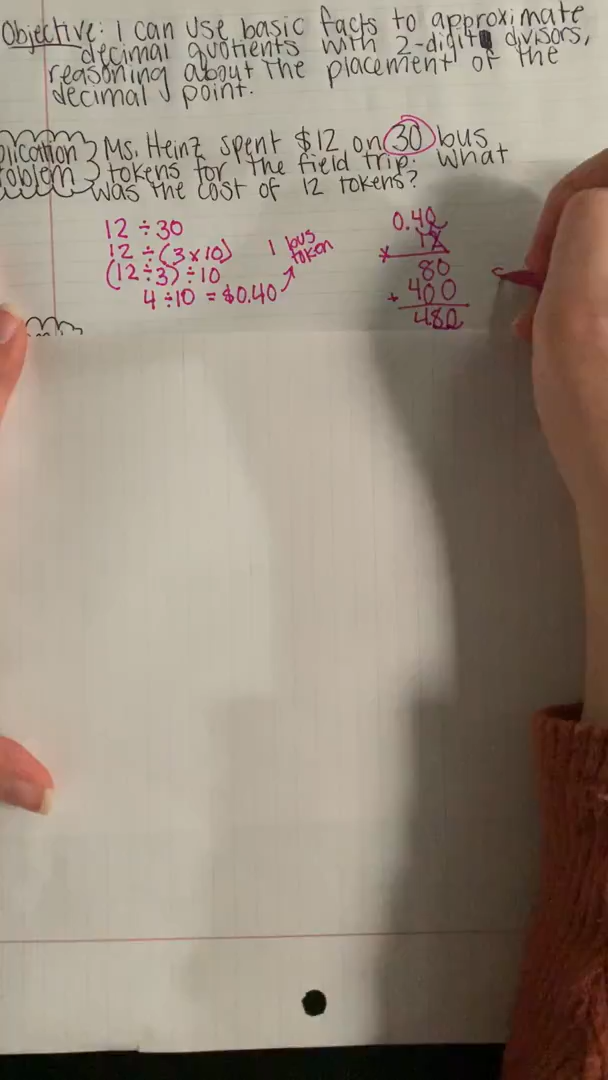 Objective: I can use basic facts to approximate
decimal quotients with 2-digit divisors,
reasoning about the placement of the
decimal point.
plication Ms. Heinz spent $12 on 30 bus
roblem tokens for the field trip. What
was the cost of 12 tokens?
12 ÷ 30
12 ÷ (3 x 10)
(12 ÷ 3) ÷ 10
4 ÷ 10 = $0.40
1 bus
token
0.40
x 12
80
+ 400
480